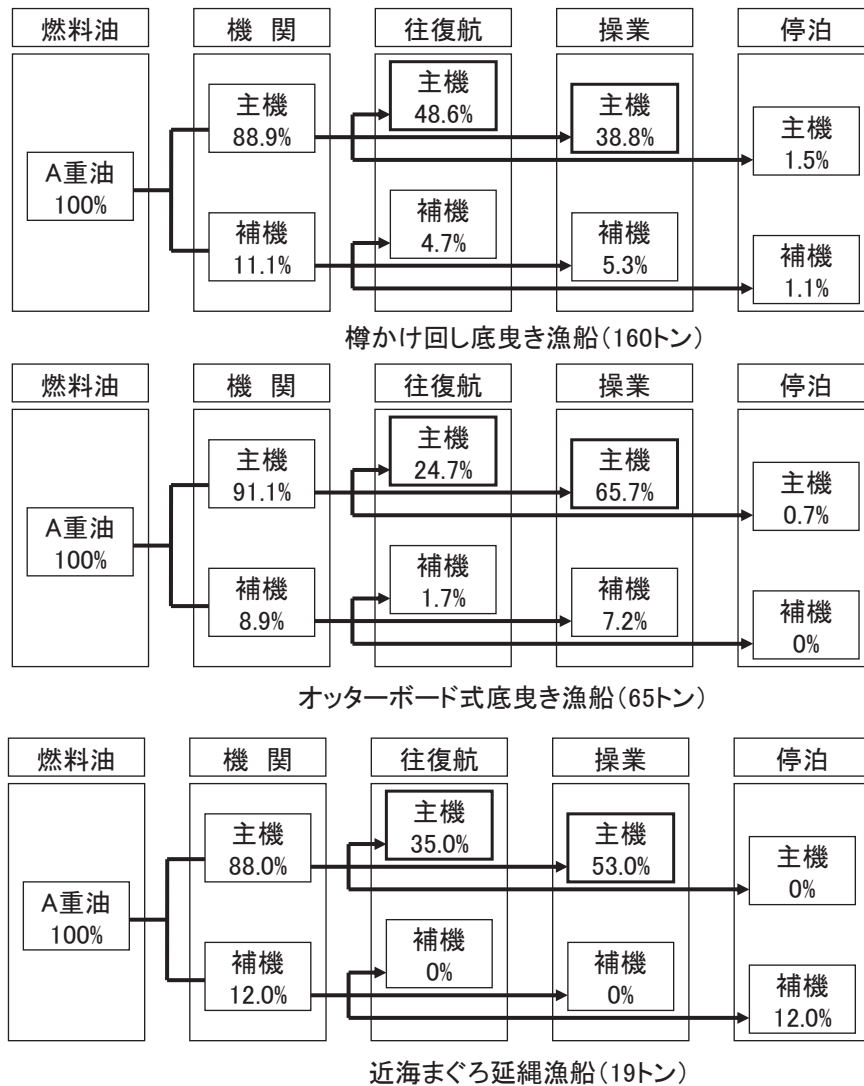 燃料油 機 関 往復航 操業 停泊
主機
48.6%
主機
88.9%
主機
38.8%
主機
1.5%
A重油
100%
補機
4.7%
補機
11.1%
補機
5.3%
補機
1.1%
樽かけ回し底曳き漁船(160トン)
燃料油 機 関 往復航 操業 停泊
主機
24.7%
主機
91.1%
主機
65.7%
主機
0.7%
A重油
100%
補機
1.7%
補機
8.9%
補機
7.2%
補機
0%
オッターボード式底曳き漁船(65トン)
燃料油 機 関 往復航 操業 停泊
主機
35.0%
主機
88.0%
主機
53.0%
主機
0%
A重油
100%
補機
0%
補機
12.0%
補機
0%
補機
12.0%
近海まぐろ延縄漁船(19トン)